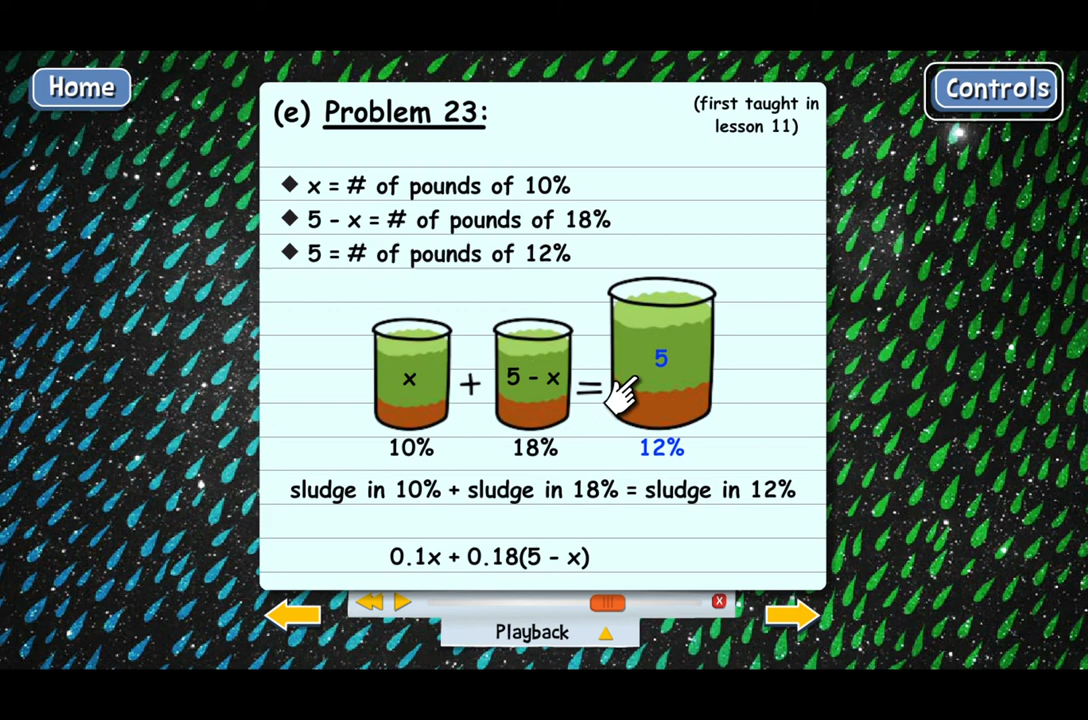 Home
Controls
(e) Problem 23:
(first taught in
lesson 11)
◆ x = # of pounds of 10%
◆ 5 - x = # of pounds of 18%
◆ 5 = # of pounds of 12%
x + 5 - x = 5
10% 18% 12%
sludge in 10% + sludge in 18% = sludge in 12%
0.1x + 0.18(5 - x)
Playback